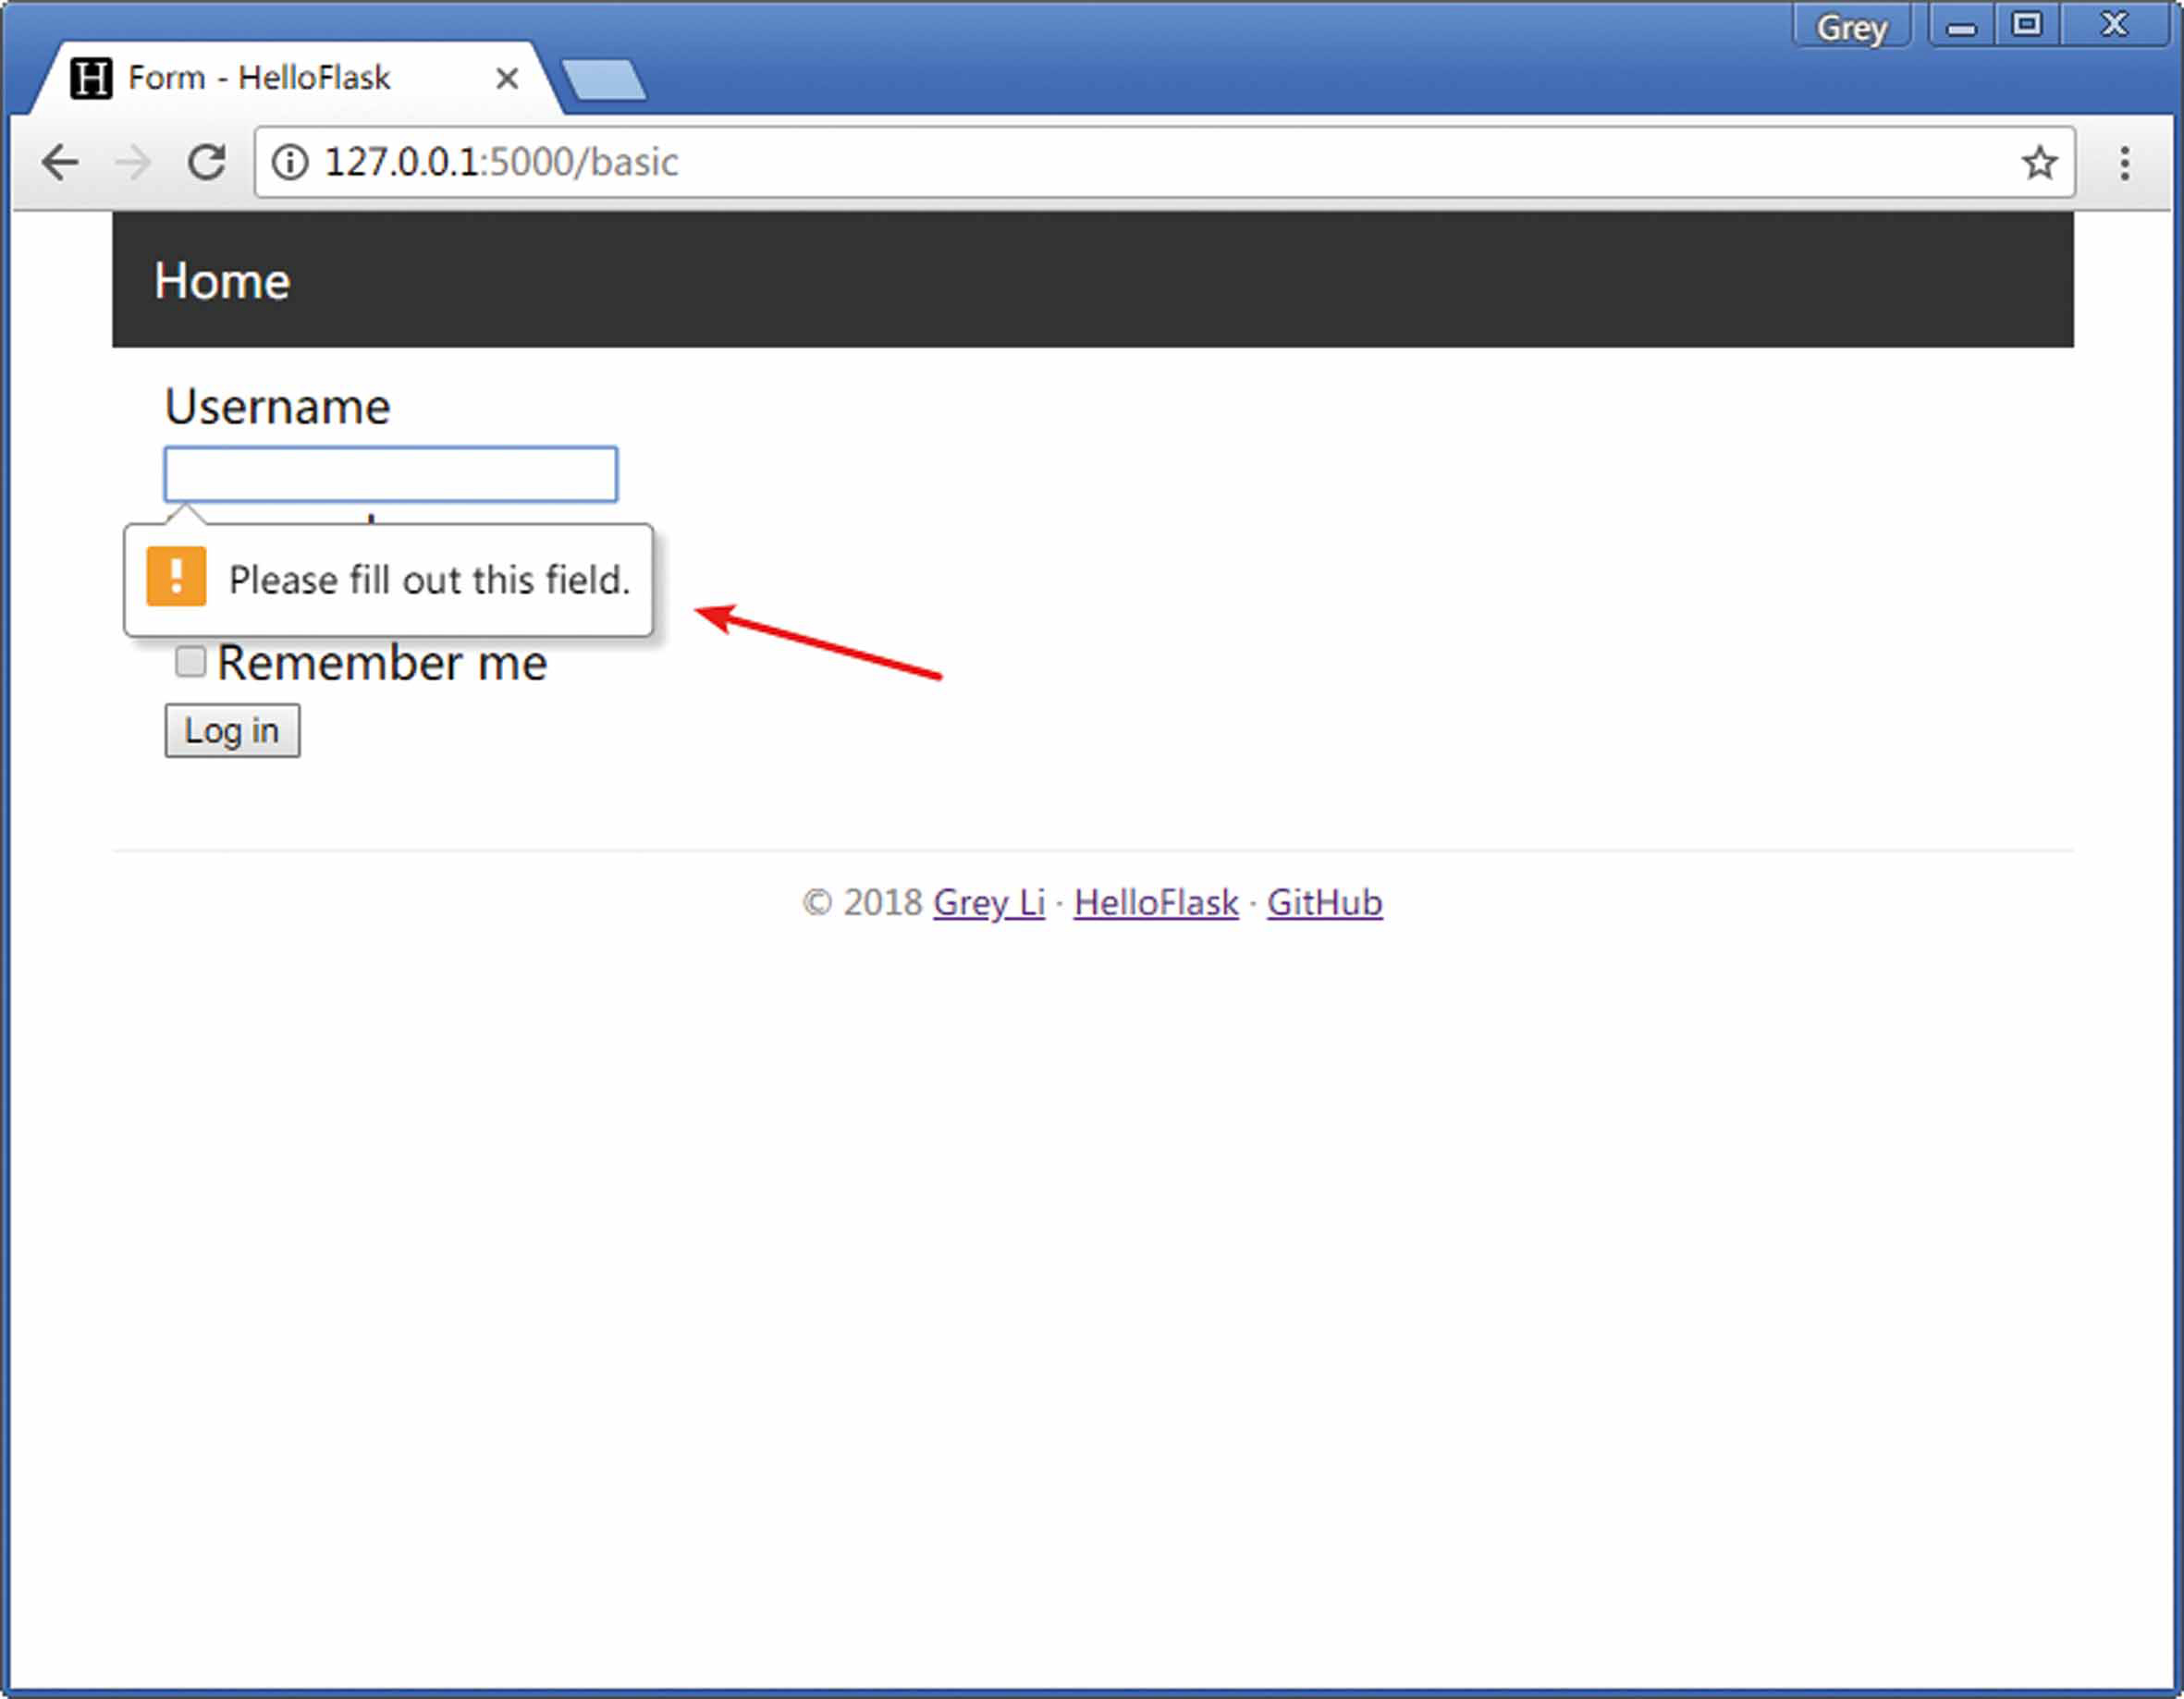 Grey
H Form - HelloFlask
127.0.0.1:5000/basic
Home
Username
Please fill out this field.
Remember me
Log in
© 2018 Grey Li · HelloFlask · GitHub